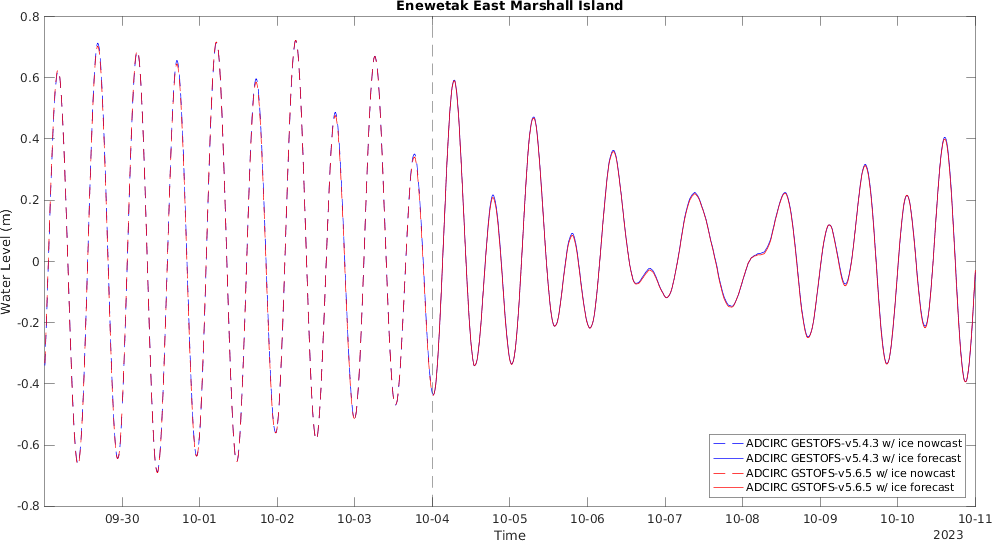 Enewetak East Marshall Island
0.8
0.6
0.4
0.2
0
-0.2
-0.4
-0.6
-0.8
Water Level (m)
09-30 10-01 10-02 10-03 10-04 10-05 10-06 10-07 10-08 10-09 10-10 10-11
Time
2023
ADCIRC GESTOFS-v5.4.3 w/ ice nowcast
ADCIRC GESTOFS-v5.4.3 w/ ice forecast
ADCIRC GSTOFS-v5.6.5 w/ ice nowcast
ADCIRC GSTOFS-v5.6.5 w/ ice forecast